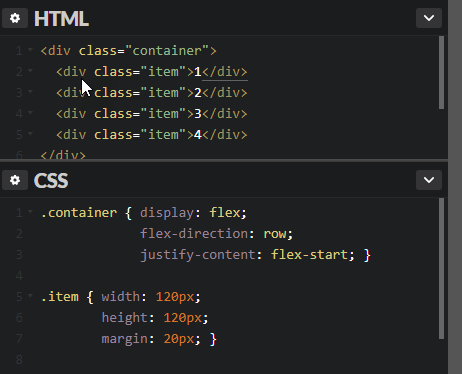 HTML
1 <div class="container">
2 <div class="item">1</div>
3 <div class="item">2</div>
4 <div class="item">3</div>
5 <div class="item">4</div>
6 </div>
CSS
1 .container { display: flex;
2 flex-direction: row;
3 justify-content: flex-start; }
4
5 .item { width: 120px;
6 height: 120px;
7 margin: 20px; }
8